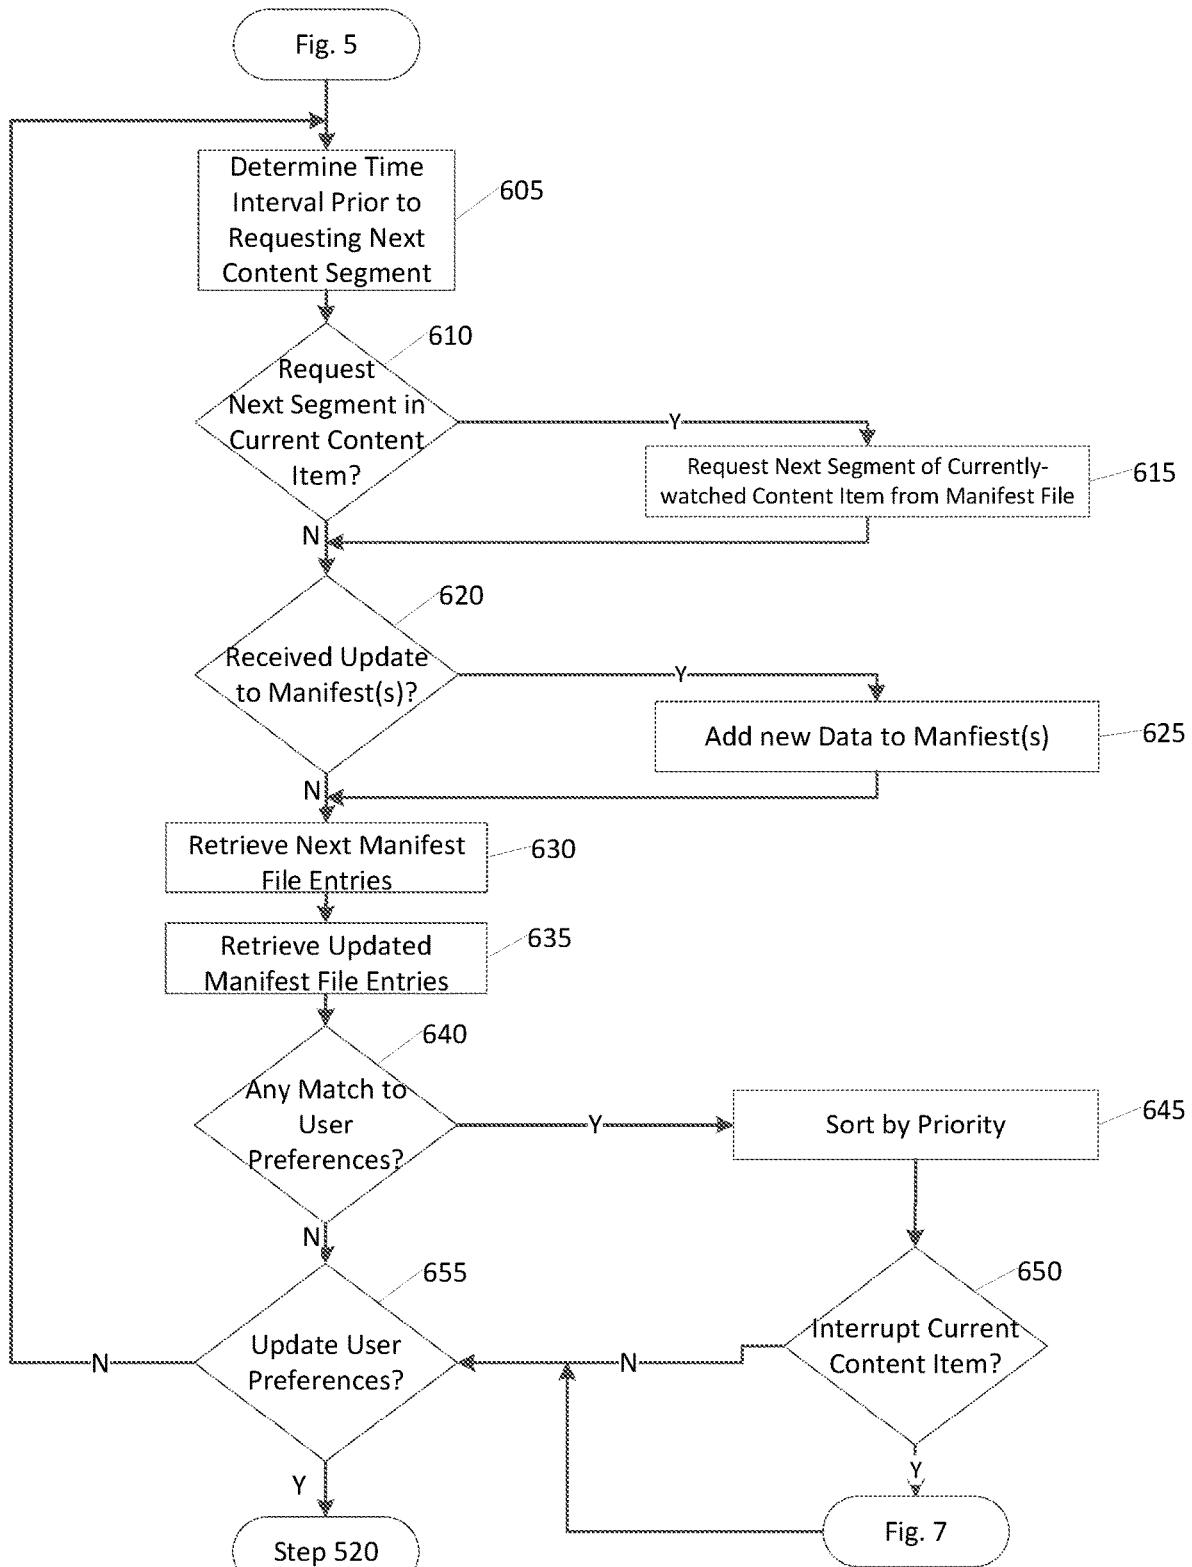 Fig. 5
Determine Time
Interval Prior to
Requesting Next
Content Segment
605
610
Request
Next Segment in
Current Content
Item?
Y
Request Next Segment of Currently-
watched Content Item from Manifest File
615
N
620
Received Update
to Manifest(s)?
Y
Add new Data to Manfiest(s)
625
N
Retrieve Next Manifest
File Entries
630
Retrieve Updated
Manifest File Entries
635
640
Any Match to
User
Preferences?
Y
Sort by Priority
645
N
655
Update User
Preferences?
N
650
Interrupt Current
Content Item?
N
Y
Y
Fig. 7
Step 520